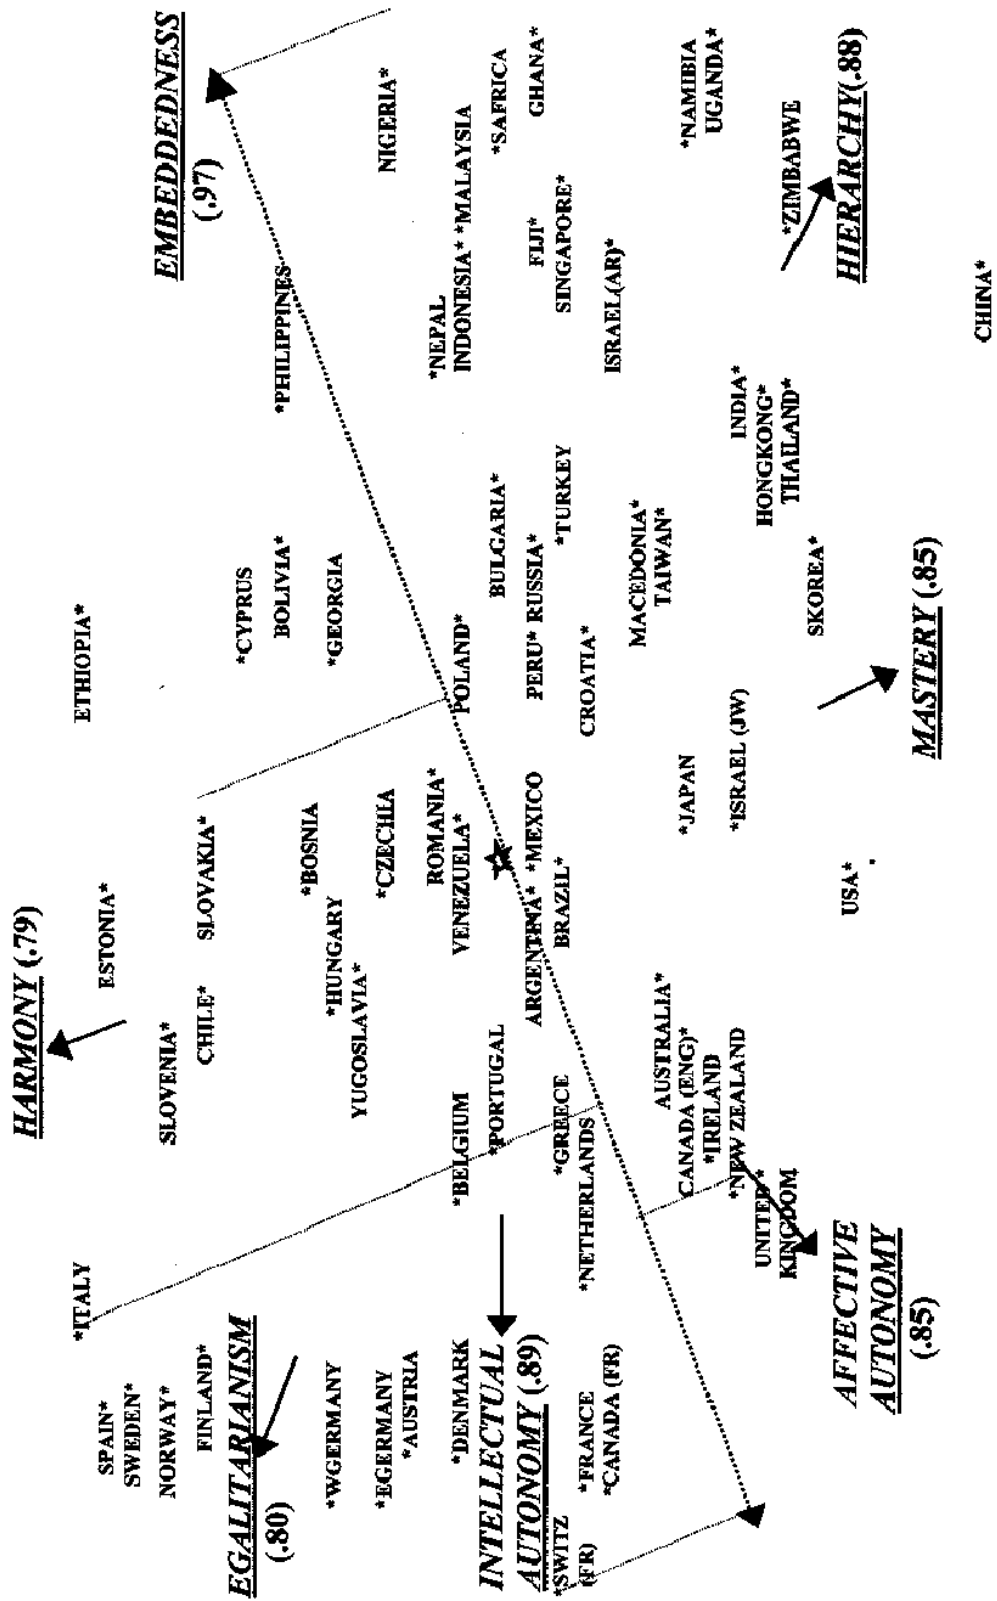 HARMONY (.79)
*ITALY
ETHIOPIA*
SPAIN*
ESTONIA*
SWEDEN*
NORWAY*
SLOVENIA*
EMBEDDEDNESS
(.97)
FINLAND*
CHILE*
SLOVAKIA*
EGALITARIANISM
(.80)
*CYPRUS
BOLIVIA*
*PHILIPPINES
*BOSNIA
*WGERMANY
*HUNGARY
*GEORGIA
YUGOSLAVIA*
*EGERMANY
*CZECHIA
NIGERIA*
*AUSTRIA
ROMANIA*
*NEPAL
*DENMARK
*BELGIUM
VENEZUELA*
POLAND*
INDONESIA* *MALAYSIA
INTELLECTUAL
AUTONOMY (.89)
*PORTUGAL
BULGARIA*
*SAFRICA
ARGENTINA* *MEXICO
PERU* RUSSIA*
FIJI*
GHANA*
*SWITZ
(FR)
*GREECE
BRAZIL*
*TURKEY
SINGAPORE*
*FRANCE
*NETHERLANDS
CROATIA*
*CANADA (FR)
ISRAEL(AR)*
MACEDONIA*
AUSTRALIA*
TAIWAN*
CANADA (ENG)*
*JAPAN
*NAMIBIA
*IRELAND
UGANDA*
*NEW ZEALAND
*ISRAEL (JW)
INDIA*
UNITED *
KINGDOM
HONGKONG*
THAILAND*
*ZIMBABWE
SKOREA*
AFFECTIVE
AUTONOMY
(.85)
USA*
HIERARCHY(.88)
MASTERY (.85)
CHINA*